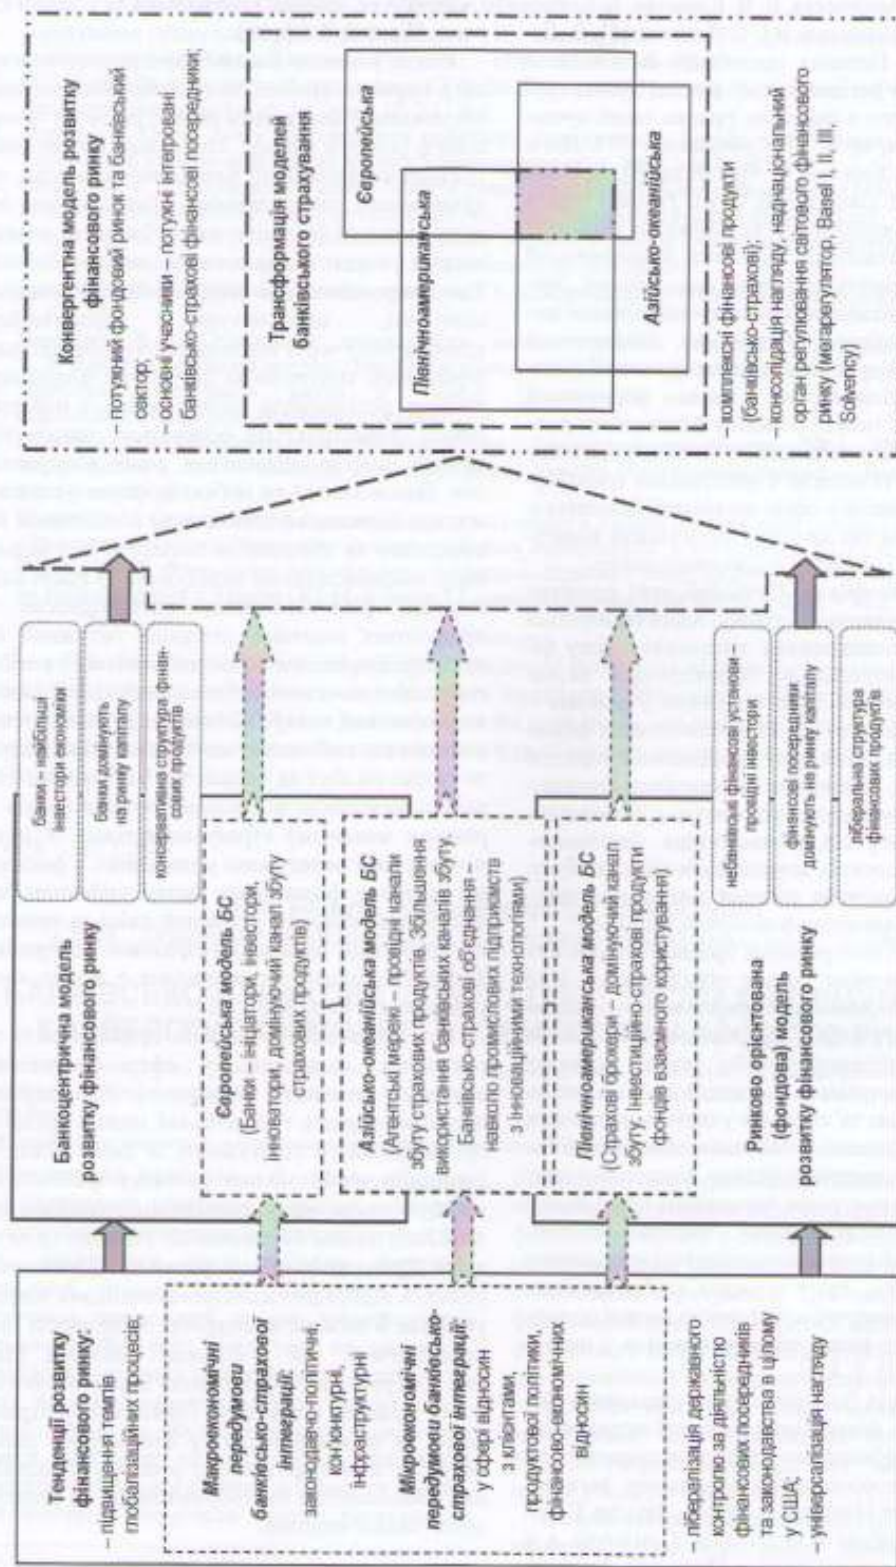 Тенденції розвитку
фінансового ринку:
– підвищення темпів
глобалізаційних процесів;
Макроекономічні
передумови
банківсько-страхової
інтеграції:
законодавчо-політичні,
кон'юнктурні,
інфраструктурні
Мікроекономічні
передумови банківсько-
страхової інтеграції:
у сфері відносин
з клієнтами,
продуктової політики,
фінансово-економічних
відносин
– лібералізація державного
контролю за діяльністю
фінансових посередників
та законодавства в цілому
у США;
– універсалізація нагляду
Банкоцентрична модель
розвитку фінансового ринку
банки – найбільші
інвестори економіки
банки домінують
на ринку капіталу
консервативна структура фінан-
сових продуктів
Європейська модель БС
(Банки – ініціатори, інвестори,
інноватори, домінуючий канал збуту
страхових продуктів)
Азійсько-океанійська модель БС
(Агентські мережі – провідні канали
збуту страхових продуктів. Збільшення
використання банківських каналів збуту.
Банківсько-страхові об'єднання –
навколо промислових підприємств
з інноваційними технологіями)
Північноамериканська модель БС
(Страхові брокери – домінуючий канал
збуту, інвестиційно-страхові продукти
фондів взаємного користування)
Ринково орієнтована
(фондова) модель
розвитку фінансового ринку
небанківські фінансові установи
провідні інвестори
фінансові посередники
домінують на ринку капіталу
ліберальна структура
фінансових продуктів
Конвергентна модель розвитку
фінансового ринку
– потужний фондовий ринок та банківський
сектор;
– основні учасники – потужні інтегровані
банківсько-страхові фінансові посередники;
Трансформація моделей
банківського страхування
Європейська
Північноамериканська
Азійсько-океанійська
– комплексні фінансові продукти
(банківсько-страхові);
– консолідація нагляду, наднаціональний
орган регулювання світового фінансового
ринку (мегарегулятор, Basel I, II, III,
Solvency)